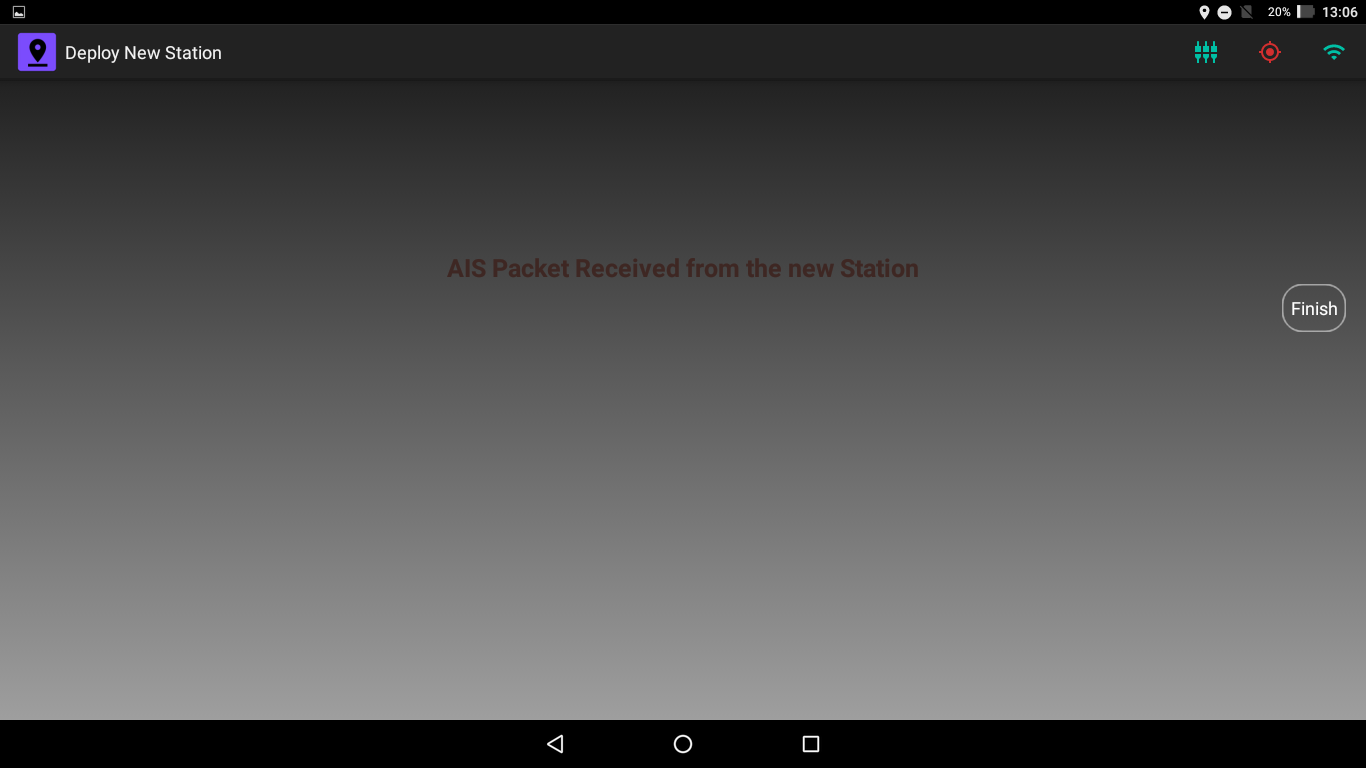 20% 13:06
Deploy New Station
AIS Packet Received from the new Station
Finish